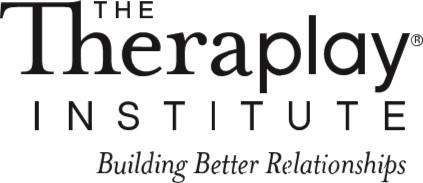 THE
Theraplay®
INSTITUTE
Building Better Relationships